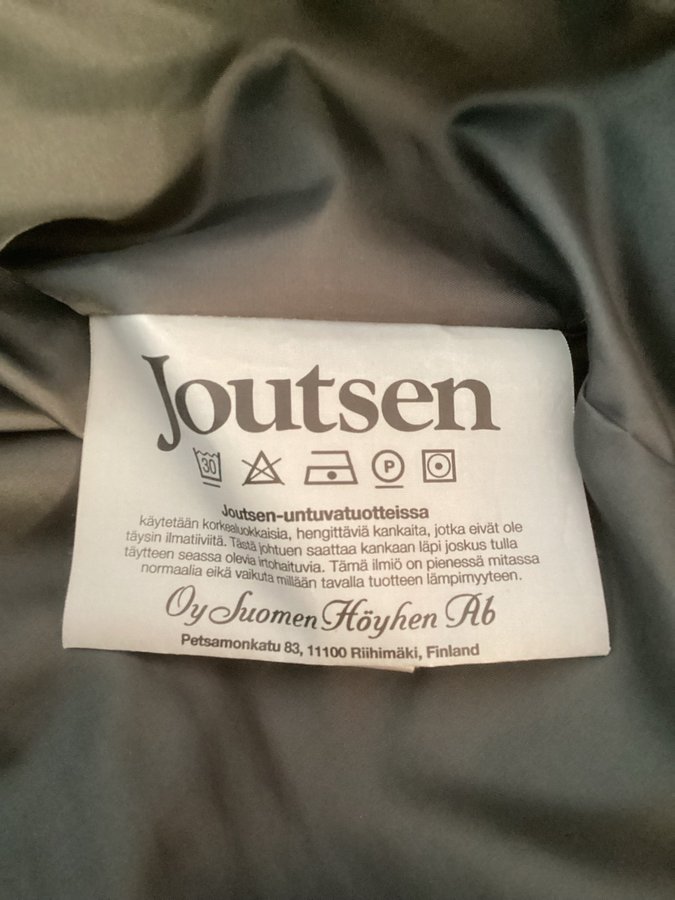 Joutsen
30 P
Joutsen-untuvatuotteissa
käytetään korkealuokkaisia, hengittäviä kankaita, jotka eivät ole
täysin ilmatiiviitä. Tästä johtuen saattaa kankaan läpi joskus tulla
täytteen seassa olevia irtohaituvia. Tämä ilmiö on pienessä mitassa
normaalia eikä vaikuta millään tavalla tuotteen lämpimyyteen.
Oy Suomen Höyhen Ab
Petsamonkatu 83, 11100 Riihimäki, Finland